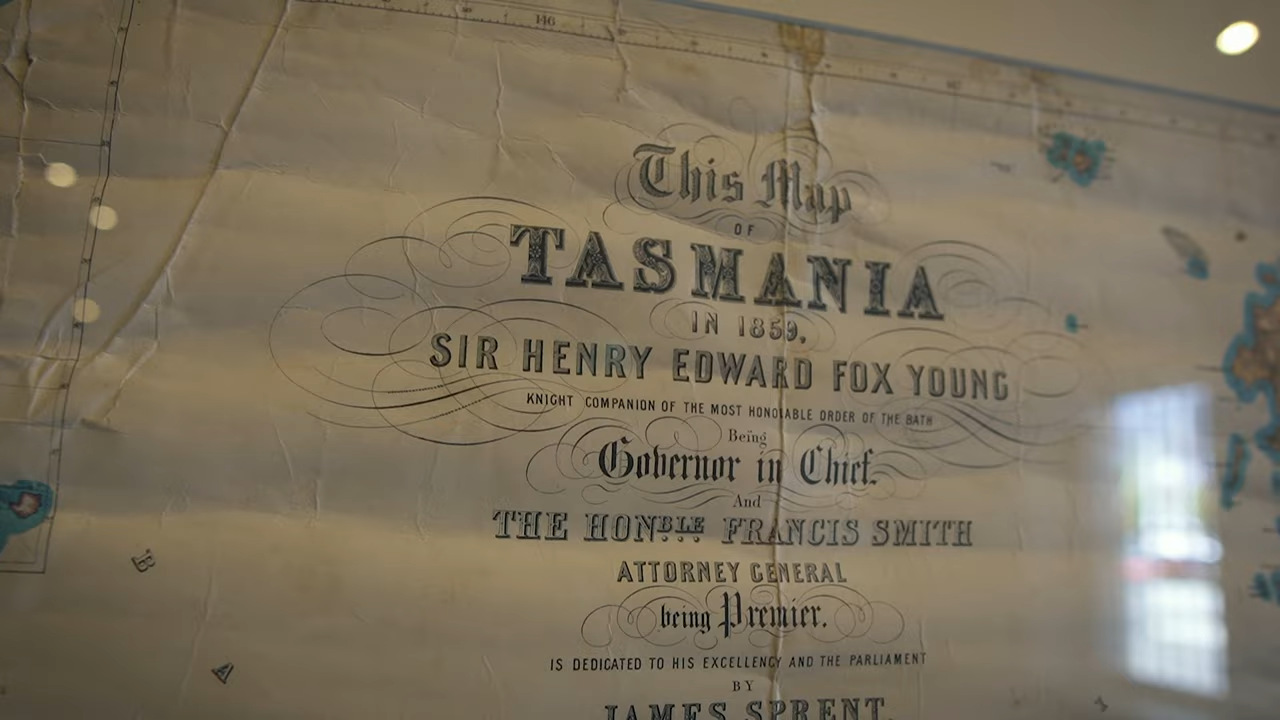 146
This Map
OF
TASMANIA
IN 1859,
SIR HENRY EDWARD FOX YOUNG
KNIGHT COMPANION OF THE MOST HONORABLE ORDER OF THE BATH
Being
Governor in Chief.
And
THE HONBLE FRANCIS SMITH
ATTORNEY GENERAL
being Premier.
IS DEDICATED TO HIS EXCELLENCY AND THE PARLIAMENT
BY
JAMES SPRENT.
B
A